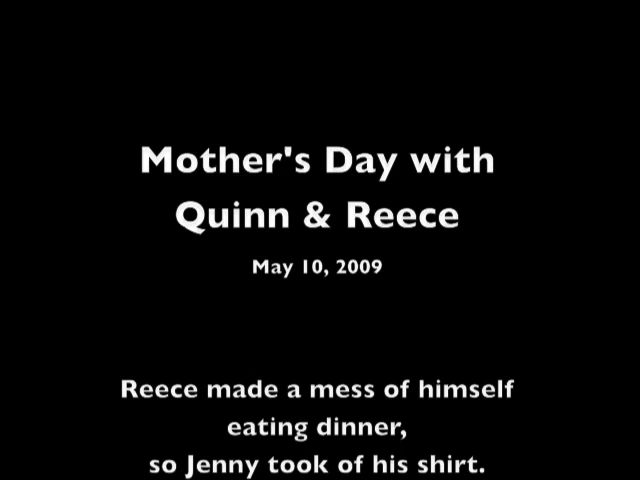 Mother's Day with
Quinn & Reece
May 10, 2009
Reece made a mess of himself
eating dinner,
so Jenny took of his shirt.